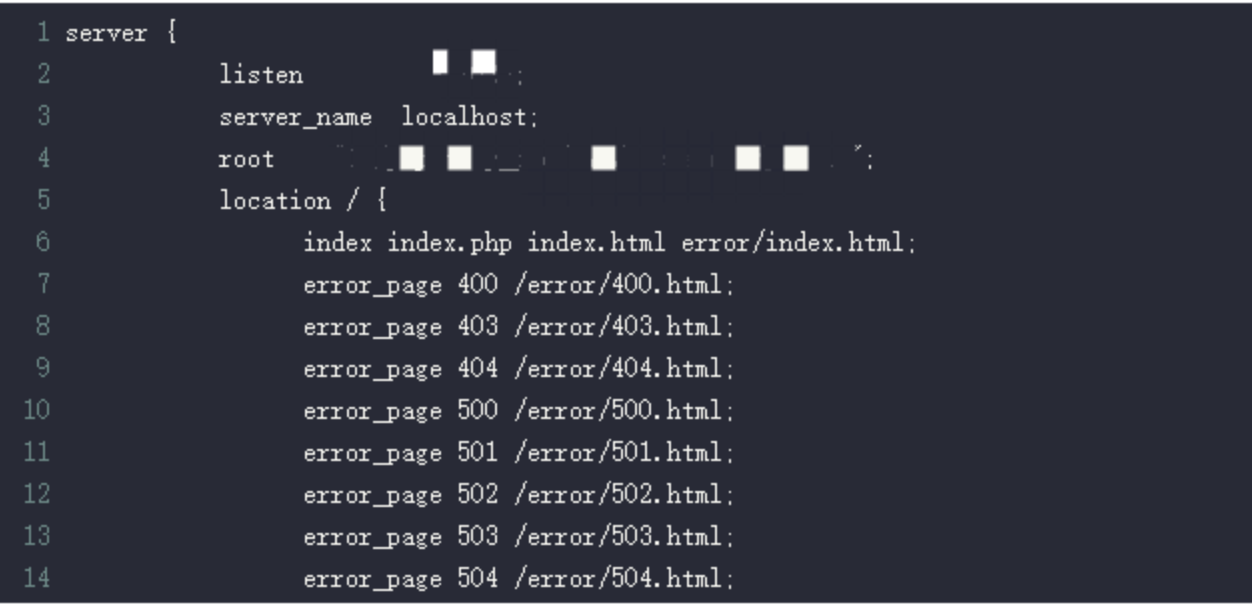 1 server {
2 listen ;
3 server_name localhost;
4 root ;
5 location / {
6 index index.php index.html error/index.html;
7 error_page 400 /error/400.html;
8 error_page 403 /error/403.html;
9 error_page 404 /error/404.html;
10 error_page 500 /error/500.html;
11 error_page 501 /error/501.html;
12 error_page 502 /error/502.html;
13 error_page 503 /error/503.html;
14 error_page 504 /error/504.html;